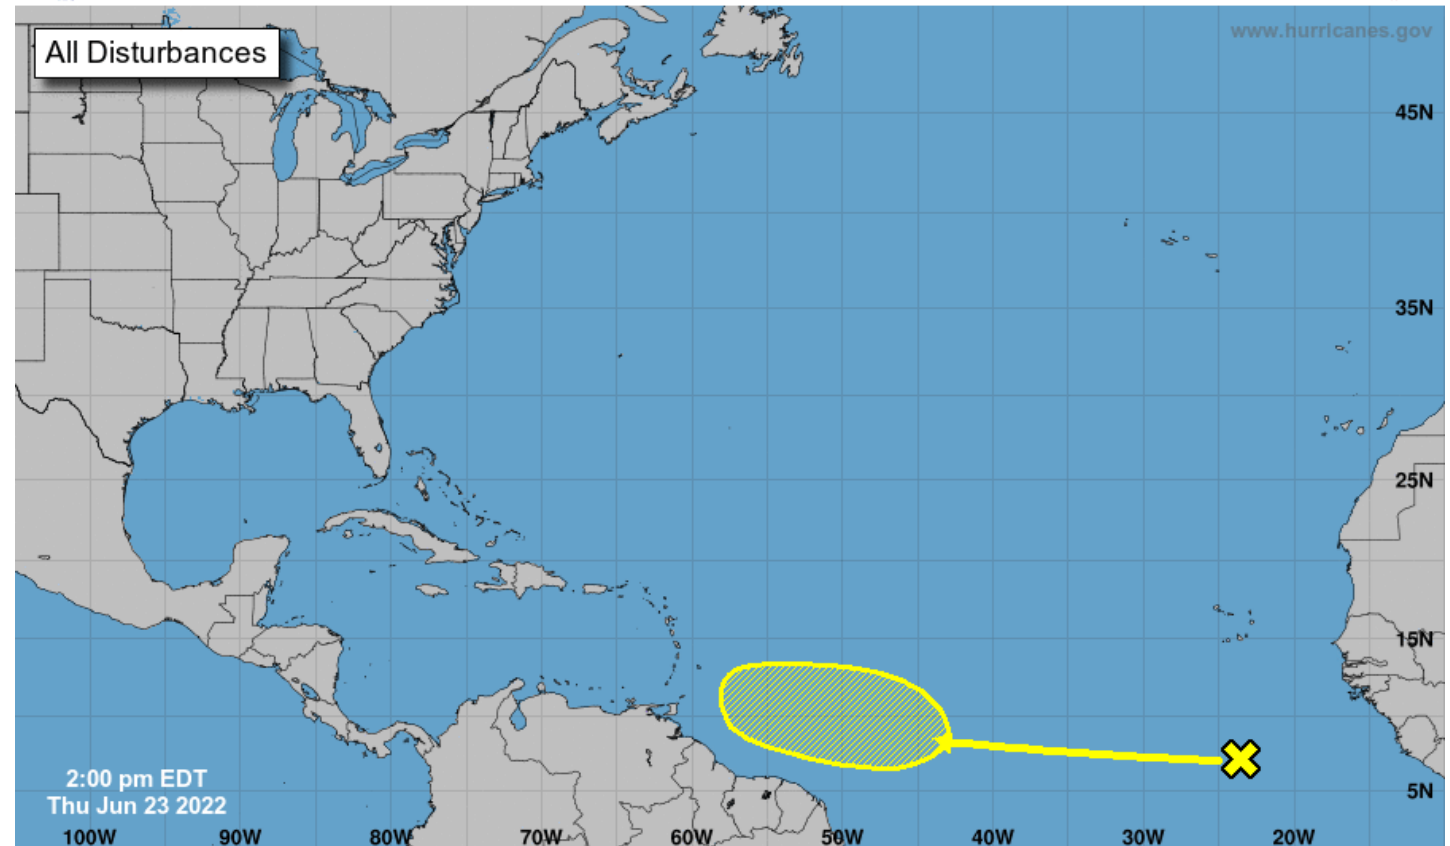 All Disturbances
www.hurricanes.gov
45N
35N
25N
15N
5N
2:00 pm EDT
Thu Jun 23 2022
100W 90W 80W 70W 60W 50W 40W 30W 20W